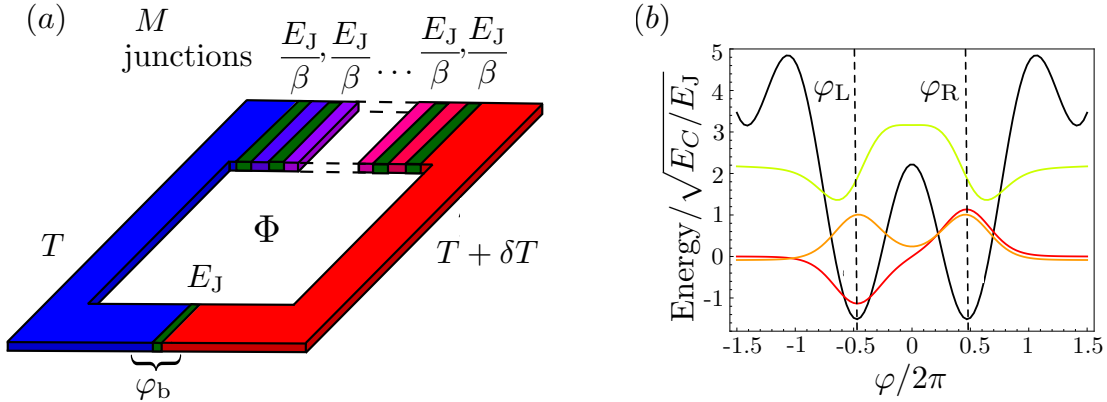 (a)
M
junctions
E_J/β, E_J/β ... E_J/β, E_J/β
T
Φ
T + δT
E_J
φ_b
(b)
Energy/√E_C/E_J
5
4
3
2
1
0
-1
φ_L
φ_R
-1.5 -1 -0.5 0 0.5 1 1.5
φ/2π